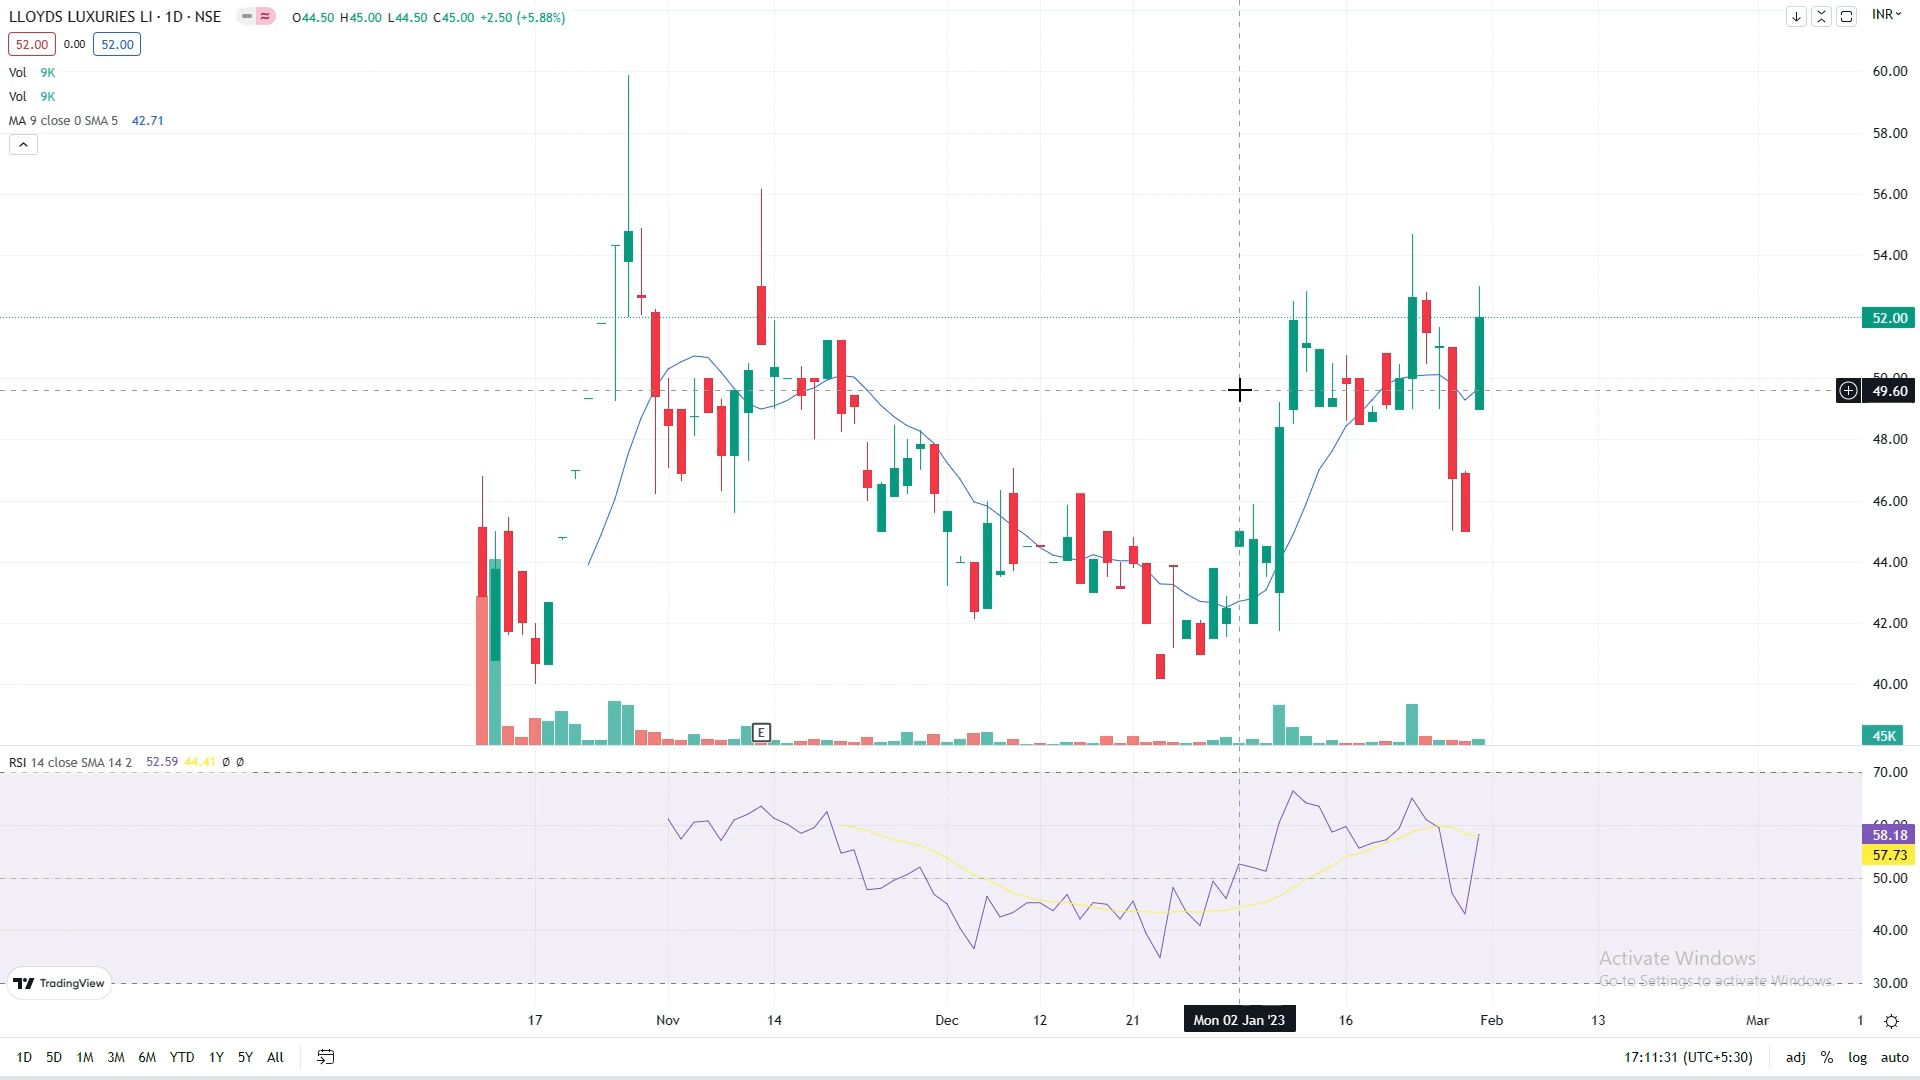 LLOYDS LUXURIES LI · 1D · NSE O44.50 H45.00 L44.50 C45.00 +2.50 (+5.88%)
INR
52.00 0.00 52.00
Vol 9K
Vol 9K
MA 9 close 0 SMA 5 42.71
60.00
58.00
56.00
54.00
52.00
50.00
49.60
48.00
46.00
44.00
42.00
40.00
E
45K
RSI 14 close SMA 14 2 52.59 44.41 Ø Ø
70.00
60.00
58.18
57.73
50.00
40.00
30.00
Activate Windows
Go to Settings to activate Windows.
TradingView
17 Nov 14 Dec 12 21 Mon 02 Jan '23 16 Feb 13 Mar 1
1D 5D 1M 3M 6M YTD 1Y 5Y All 17:11:31 (UTC+5:30) adj % log auto